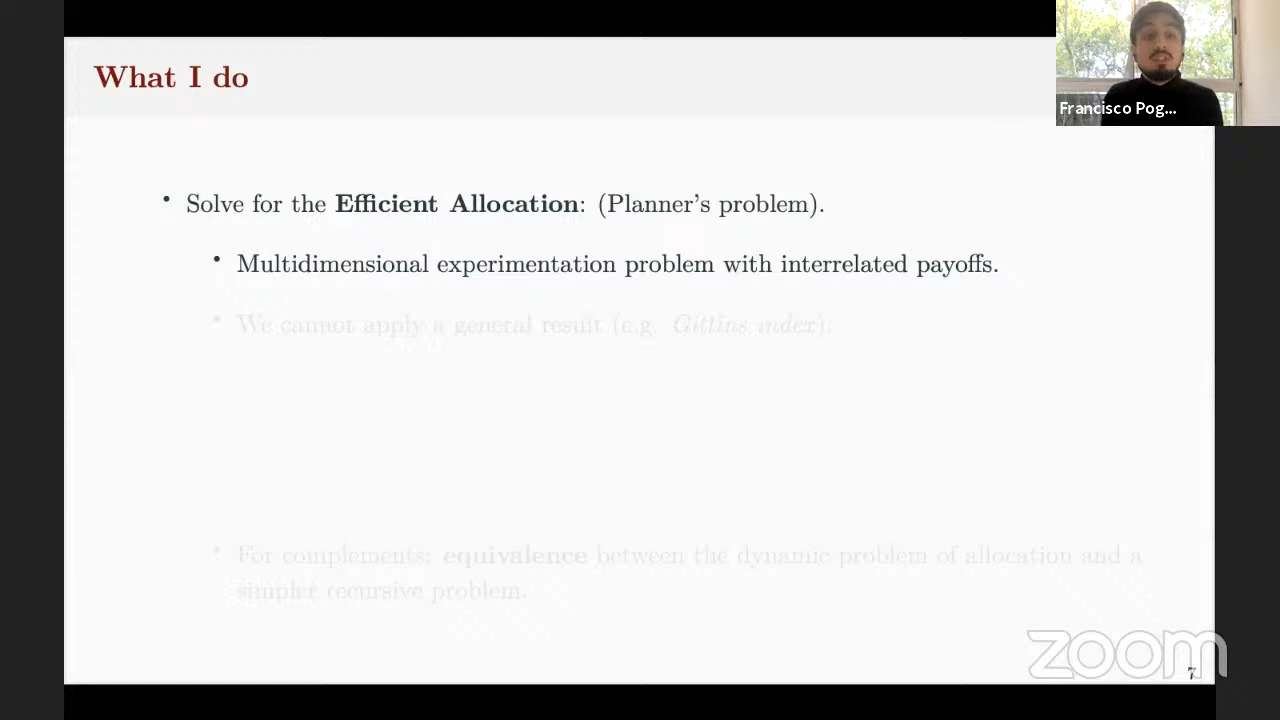 What I do
Francisco Pog...
• Solve for the Efficient Allocation: (Planner's problem).
• Multidimensional experimentation problem with interrelated payoffs.
• We cannot apply a general result (e.g. Gittins index).
• For complements: equivalence between the dynamic problem of allocation and a
simpler recursive problem.
zoom
7